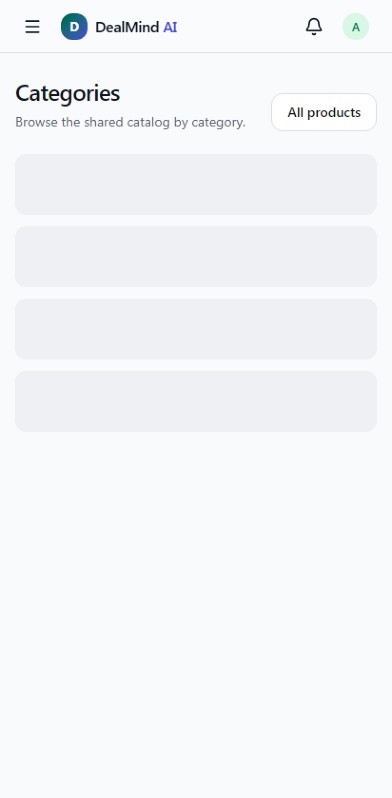 D DealMind AI
A
Categories
Browse the shared catalog by category.
All products